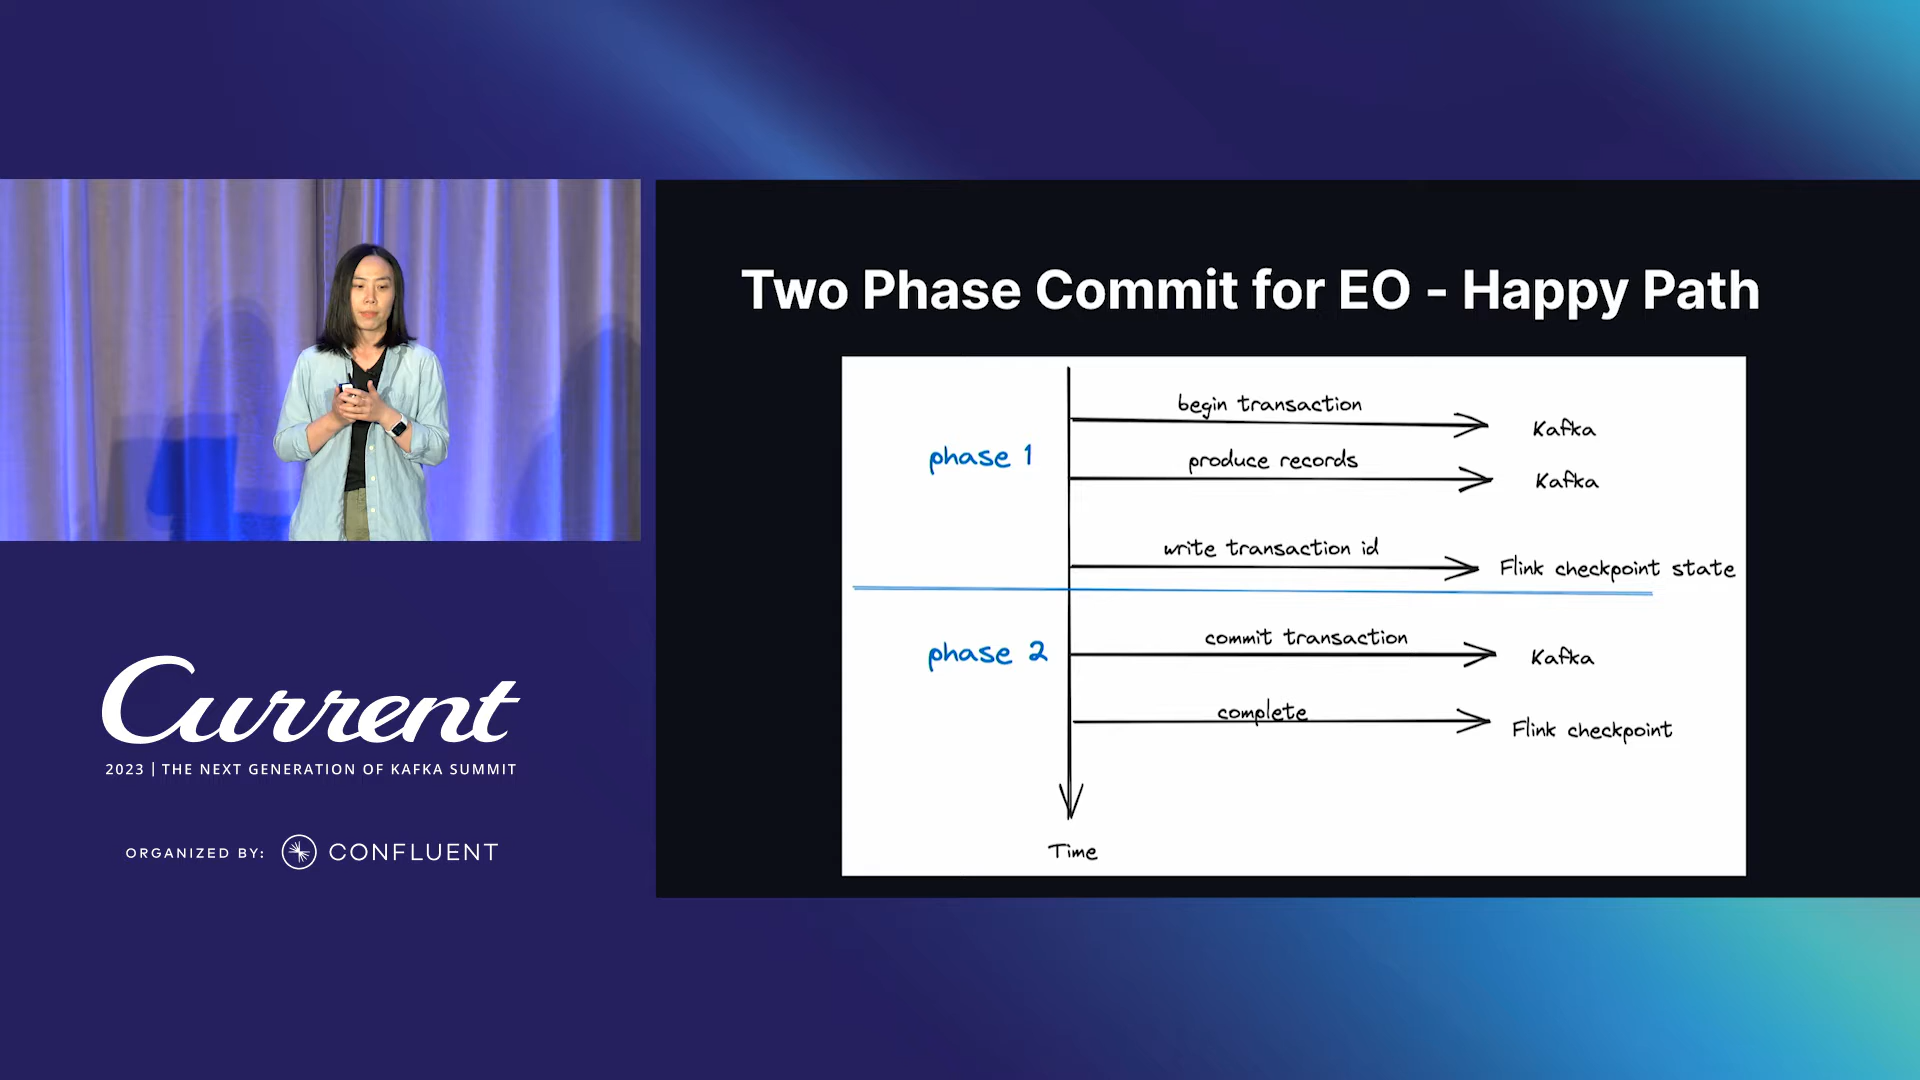 Two Phase Commit for EO - Happy Path
begin transaction
Kafka
phase 1
produce records
Kafka
write transaction id
Flink checkpoint state
phase 2
commit transaction
Kafka
complete
Flink checkpoint
Time
Current
2023 | THE NEXT GENERATION OF KAFKA SUMMIT
ORGANIZED BY: CONFLUENT